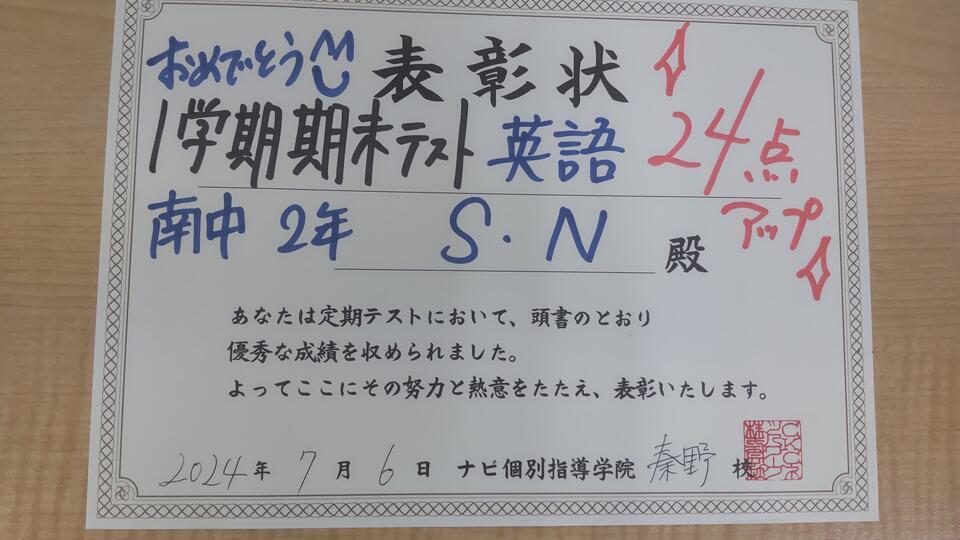 おめでとう 表彰状
1学期期末テスト 英語 24点
アップ
南中 2年 S.N 殿
あなたは定期テストにおいて、頭書のとおり
優秀な成績を収められました。
よってここにその努力と熱意をたたえ、表彰いたします。
2024年 7月 6日 ナビ個別指導学院 秦野 校